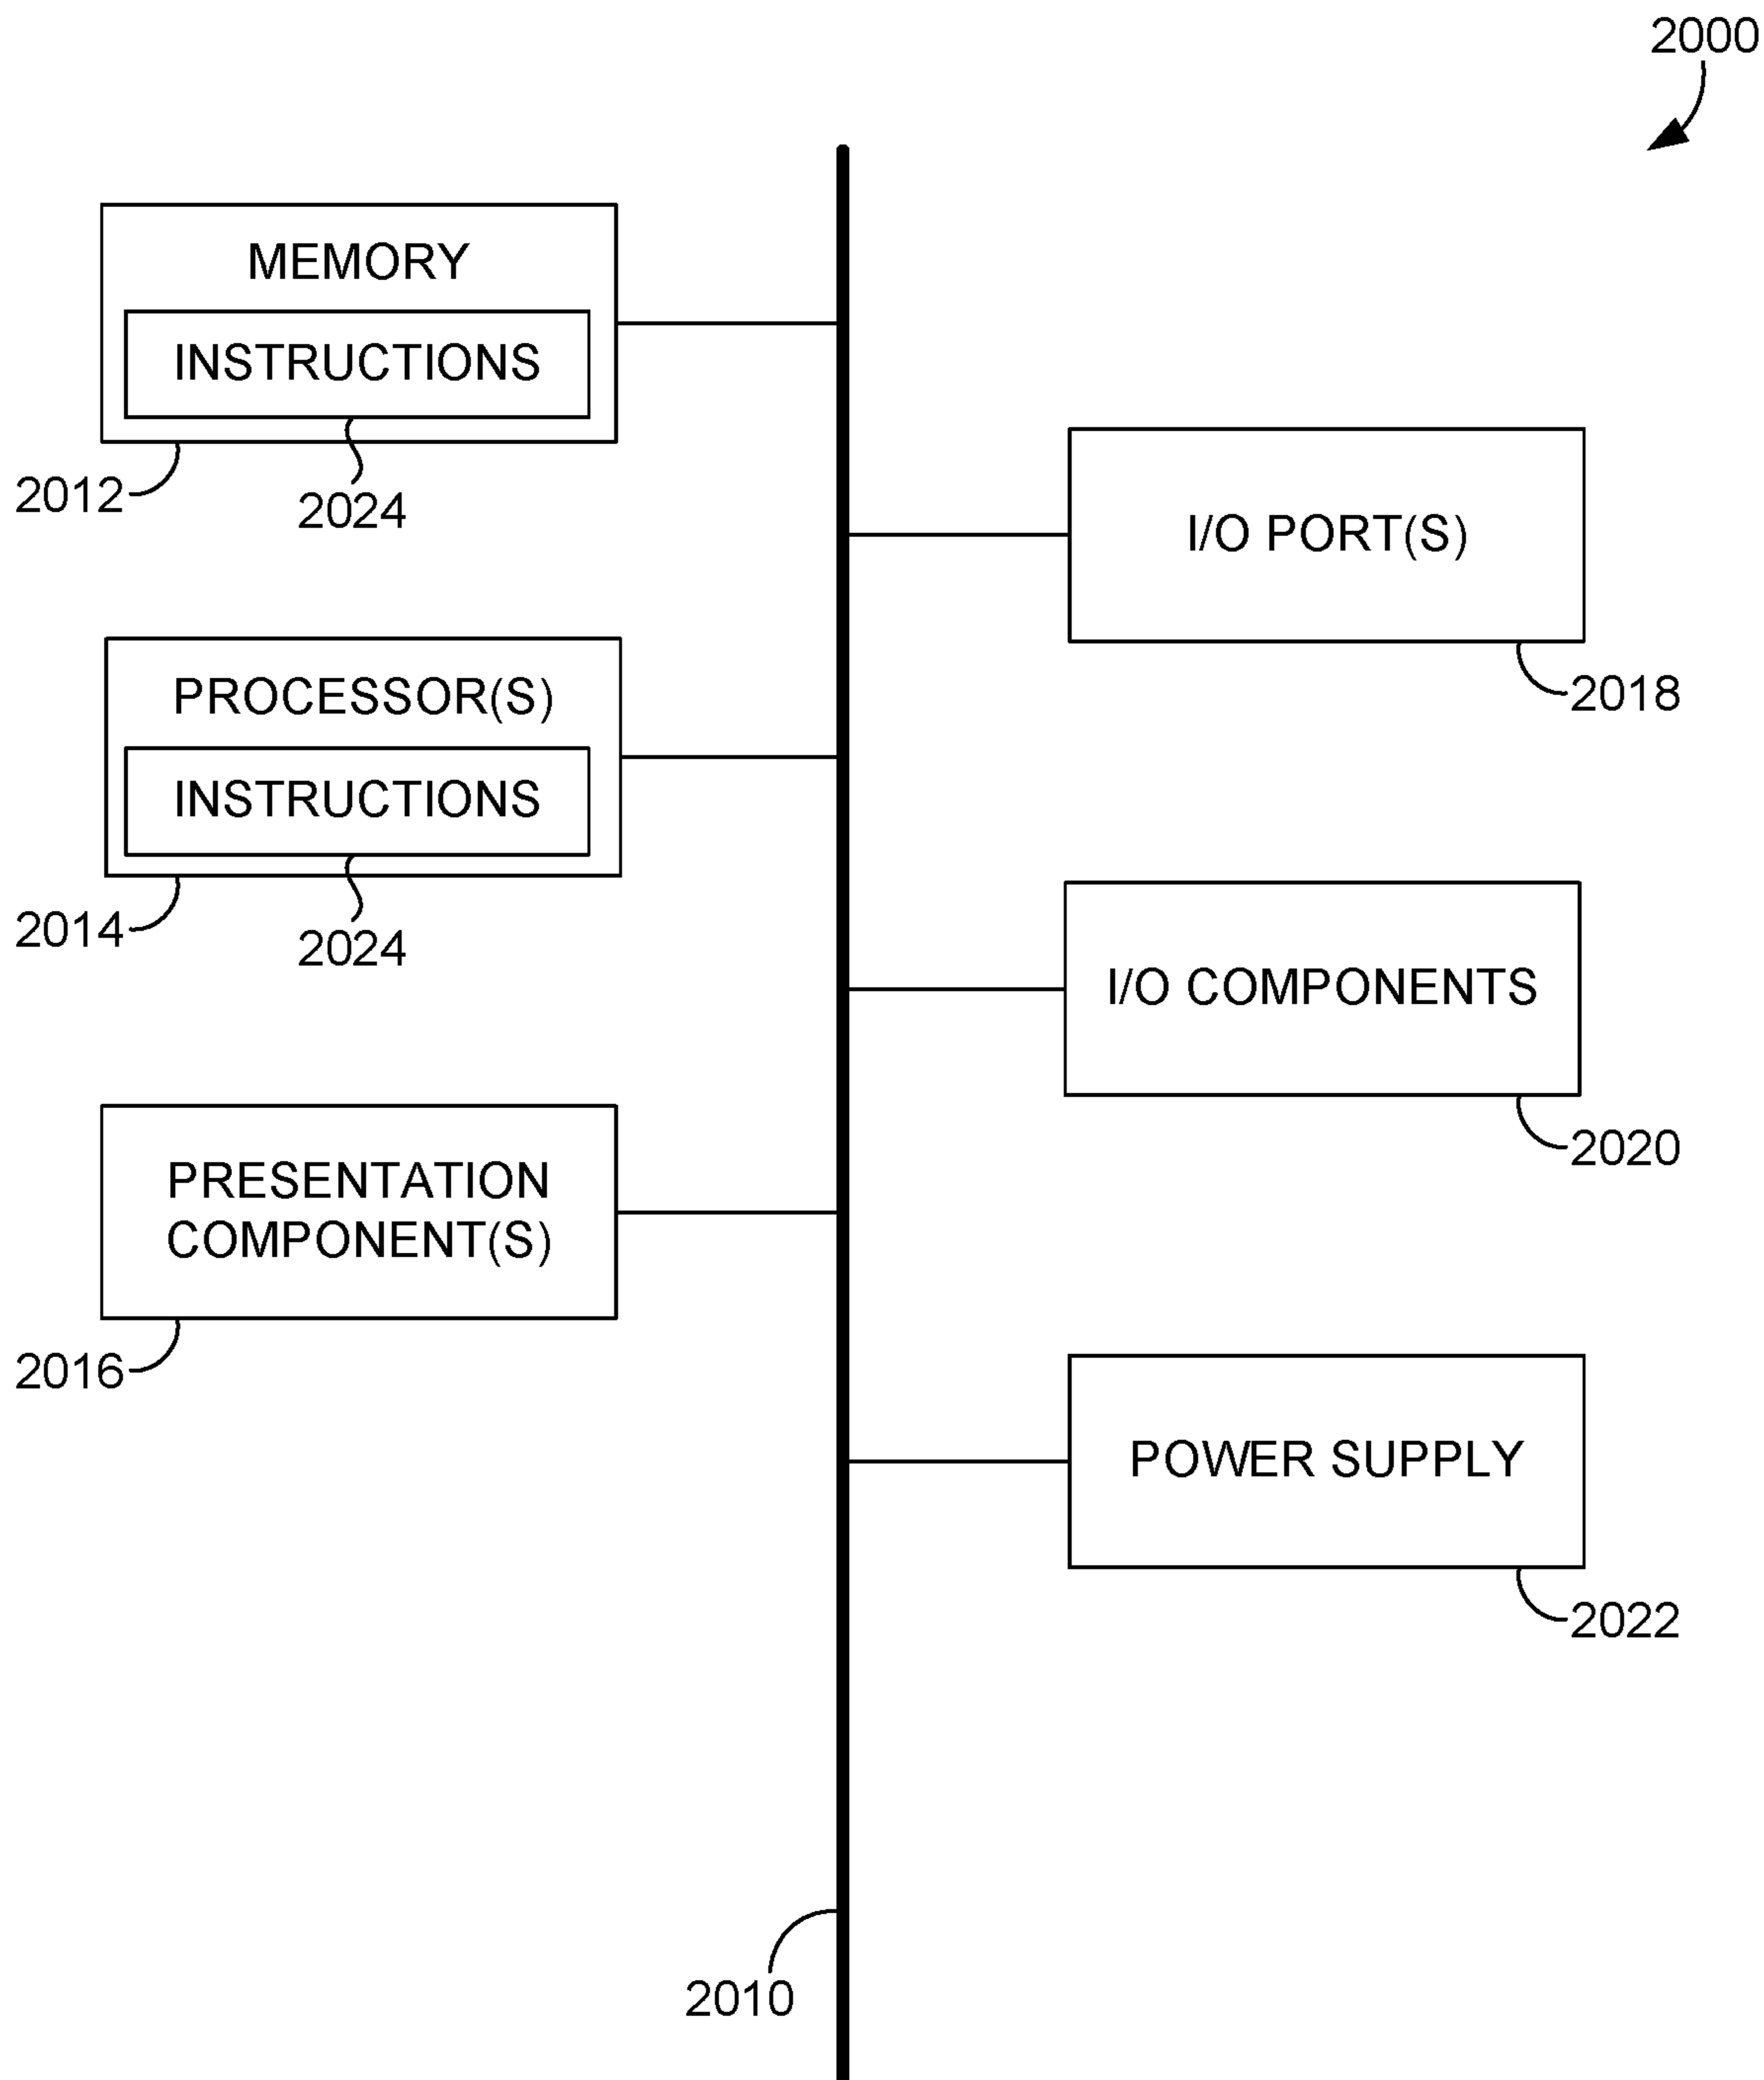 2000
MEMORY
INSTRUCTIONS
2012
2024
I/O PORT(S)
2018
PROCESSOR(S)
INSTRUCTIONS
2014
2024
I/O COMPONENTS
2020
PRESENTATION
COMPONENT(S)
2016
POWER SUPPLY
2022
2010